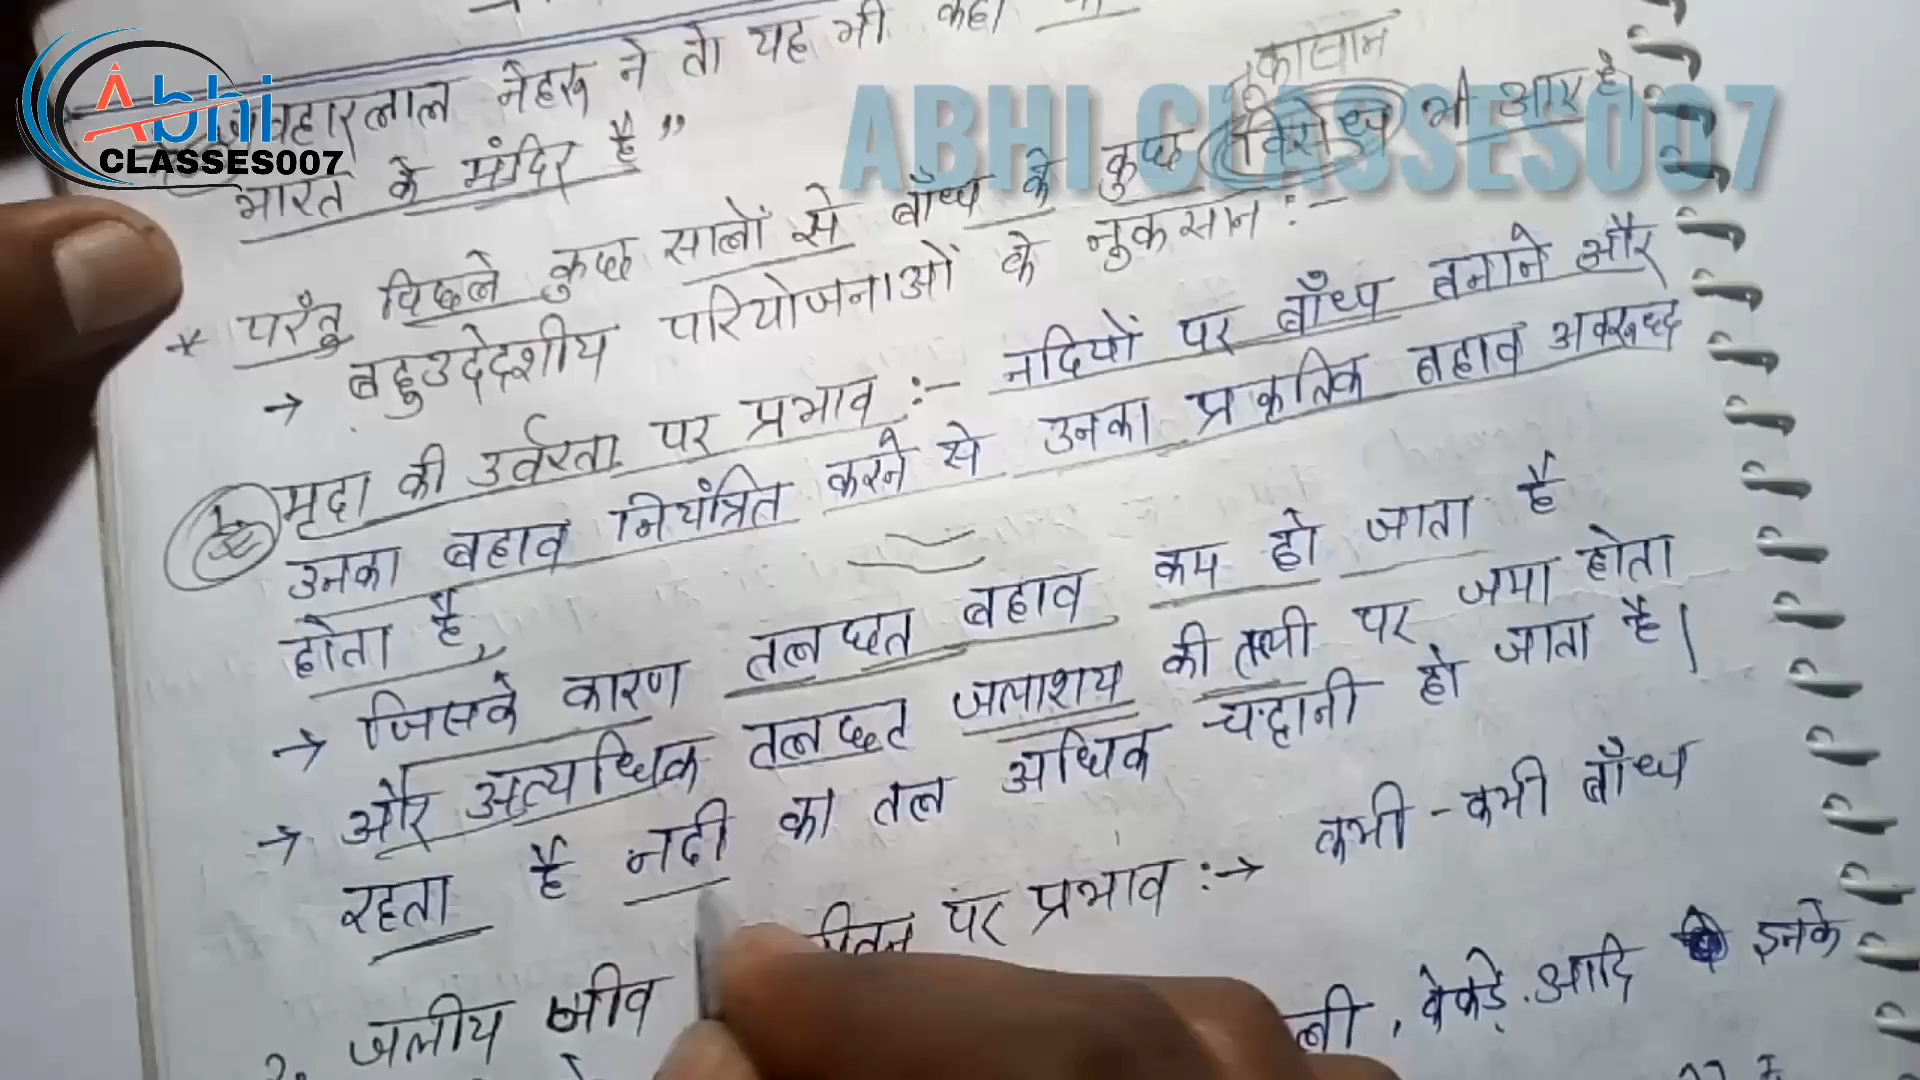 Abhi
CLASSES007
ABHI CLASSES007
जवाहरलाल नेहरू ने तो यह भी कहा
भारत के मंदिर है”
* परंतु पिछले कुछ सालों से बाँध के कुछ विरोध भी आए है।
→ बहुउद्देशीय परियोजनाओं के नुकसान :-
मृदा की उर्वरता पर प्रभाव :- नदियों पर बाँध बनाने और
उनका बहाव नियंत्रित करने से उनका प्रकृतिक बहाव अवरूध्द
होता है,
→ जिसके कारण तलछत बहाव कम हो जाता है
→ और अत्यधिक तलछत जलाशय की तली पर जमा होता
रहता है नदी का तल अधिक चट्टानी हो जाता है।
2. जलीय जीव पर प्रभाव :→ कभी-कभी बाँध
आदि इनके